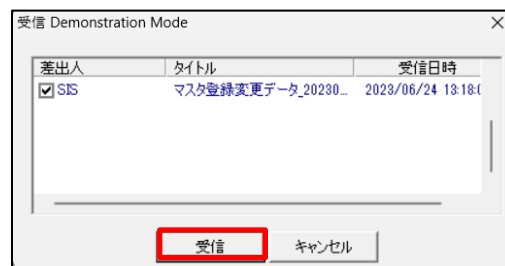 受信 Demonstration Mode
差出人 タイトル 受信日時
SIS マスタ登録変更データ_20230... 2023/06/24 13:18:0
受信 キャンセル